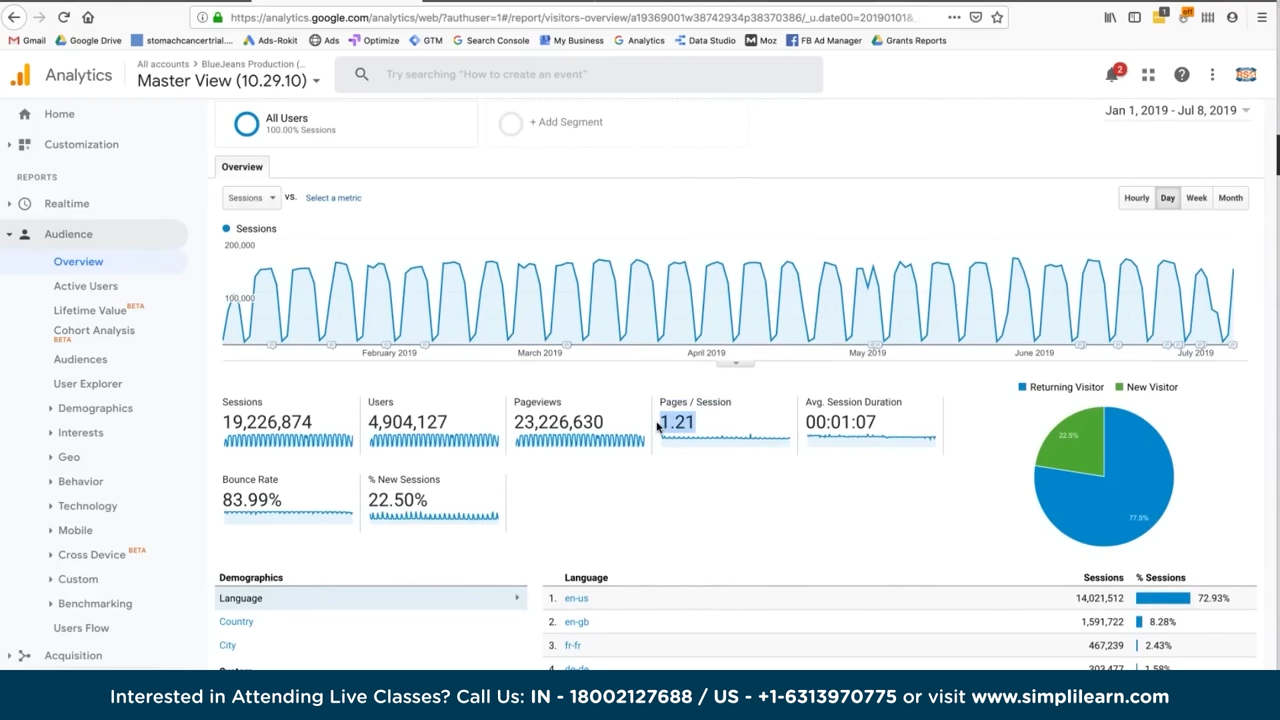 https://analytics.google.com/analytics/web/?authuser=1#/report/visitors-overview/a19369001w38742934p38370386/_u.date00=20190101&
1
off
Gmail Google Drive stomachcancertrial.... Ads-Rokit Ads Optimize GTM Search Console My Business Analytics Data Studio Moz FB Ad Manager Grants Reports
Analytics
All accounts > BlueJeans Production (..
Master View (10.29.10)
Try searching "How to create an event"
2
Home
Customization
REPORTS
Realtime
Audience
Overview
Active Users
Lifetime Value BETA
Cohort Analysis
BETA
Audiences
User Explorer
Demographics
Interests
Geo
Behavior
Technology
Mobile
Cross Device BETA
Custom
Benchmarking
Users Flow
Acquisition
All Users
100.00% Sessions
+ Add Segment
Jan 1, 2019 - Jul 8, 2019
Overview
Sessions VS. Select a metric
Hourly Day Week Month
Sessions
200,000
100,000
February 2019 March 2019 April 2019 May 2019 June 2019 July 2019
Sessions
19,226,874
Users
4,904,127
Pageviews
23,226,630
Pages / Session
1.21
Avg. Session Duration
00:01:07
Bounce Rate
83.99%
% New Sessions
22.50%
Returning Visitor New Visitor
22.5%
77.5%
Demographics
Language
Country
City
Language Sessions % Sessions
1. en-us 14,021,512 72.93%
2. en-gb 1,591,722 8.28%
3. fr-fr 467,239 2.43%
4. de-de 303,477 1.58%
Interested in Attending Live Classes? Call Us: IN - 18002127688 / US - +1-6313970775 or visit www.simplilearn.com